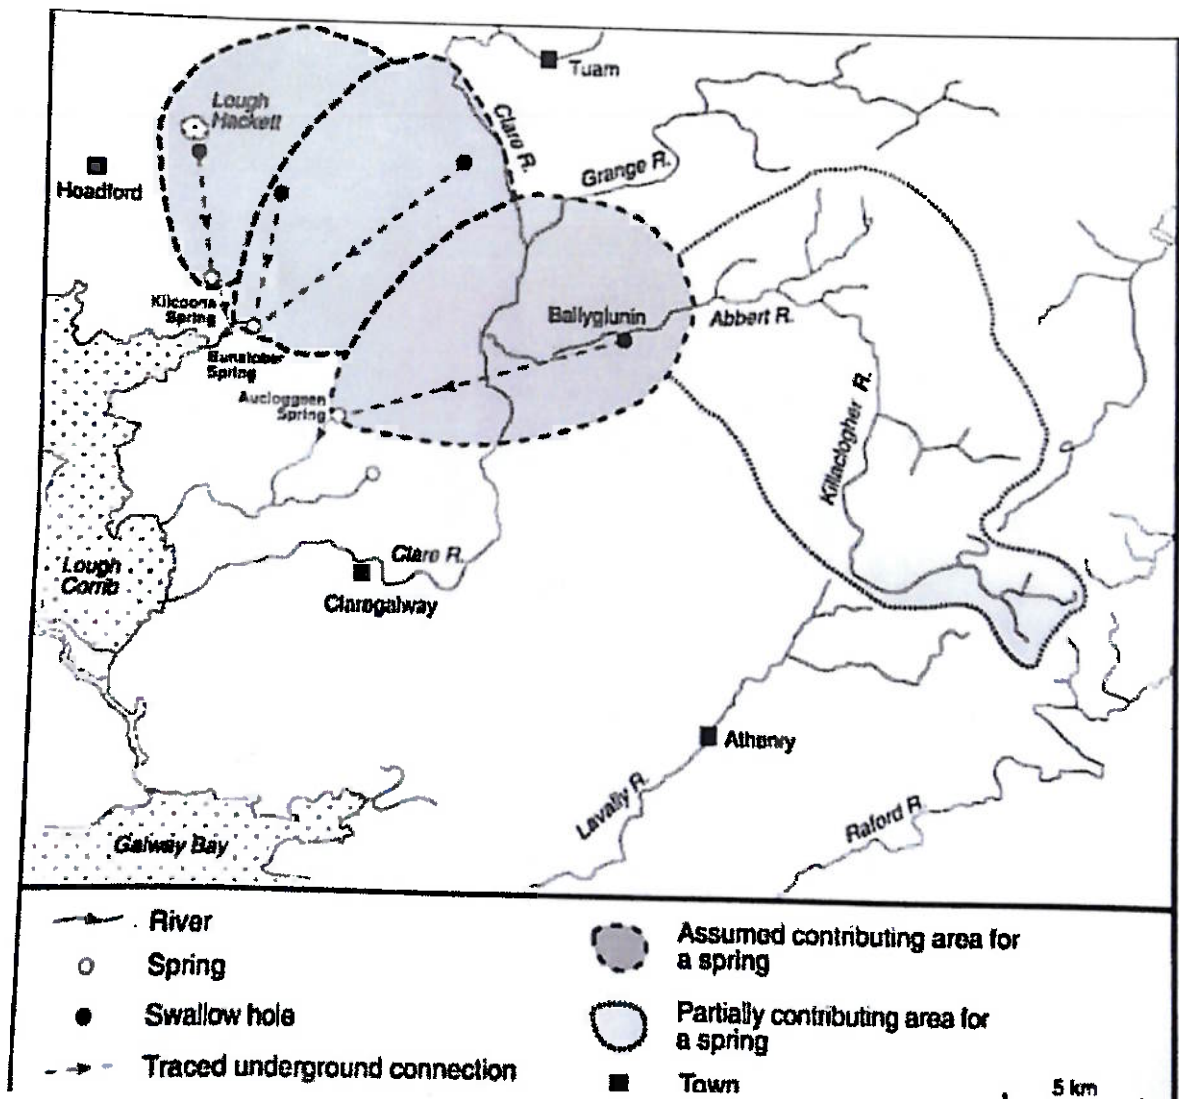 Tuam
Lough
Hackett
Clare R.
Grange R.
Headford
Kilcoona
Spring
Ballyglunin
Abbert R.
Spring
Aucloggeen
Spring
Killaclogher R.
Lough
Corrib
Clare R.
Claregalway
Athenry
Lavally R.
Raford R.
Galway Bay
River
Spring
Swallow hole
Traced underground connection
Assumed contributing area for
a spring
Partially contributing area for
a spring
Town
5 km